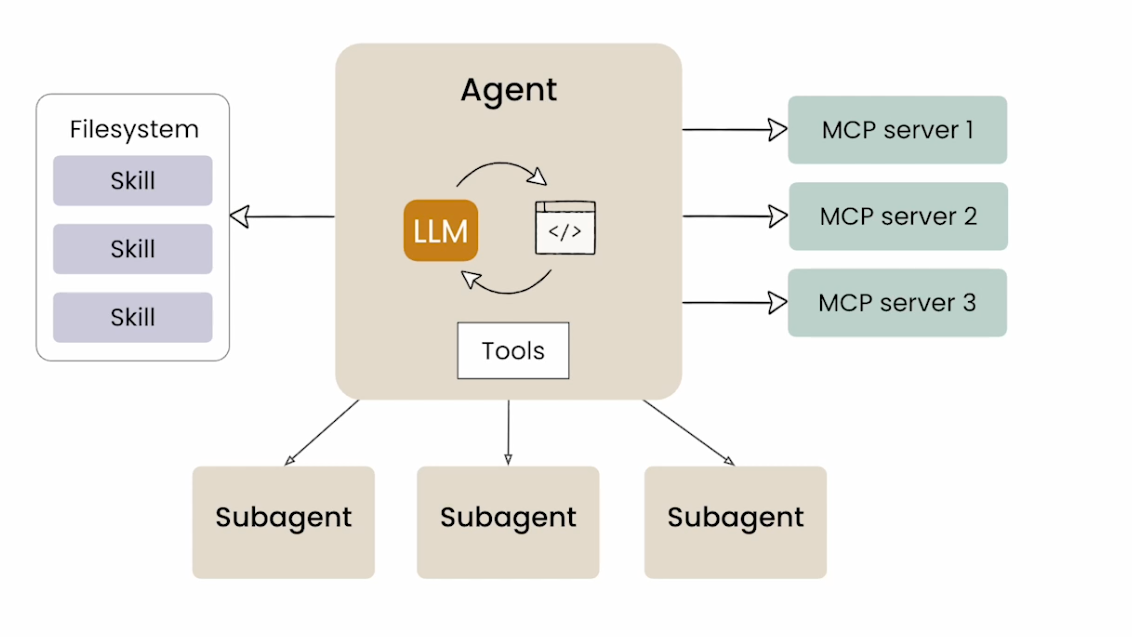 Agent
Filesystem
Skill
Skill
Skill
LLM
</>
Tools
MCP server 1
MCP server 2
MCP server 3
Subagent
Subagent
Subagent